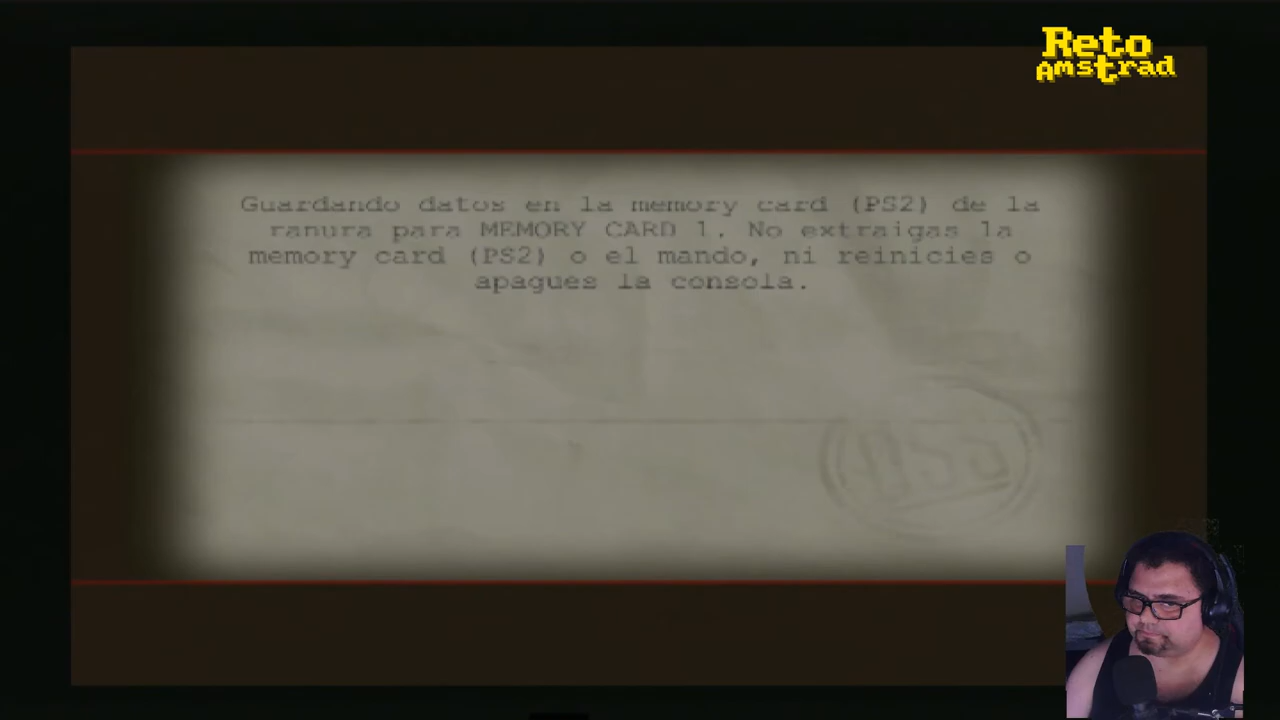 Reto
Amstrad
Guardando datos en la memory card (PS2) de la
ranura para MEMORY CARD 1. No extraigas la
memory card (PS2) o el mando, ni reinicies o
apagues la consola.